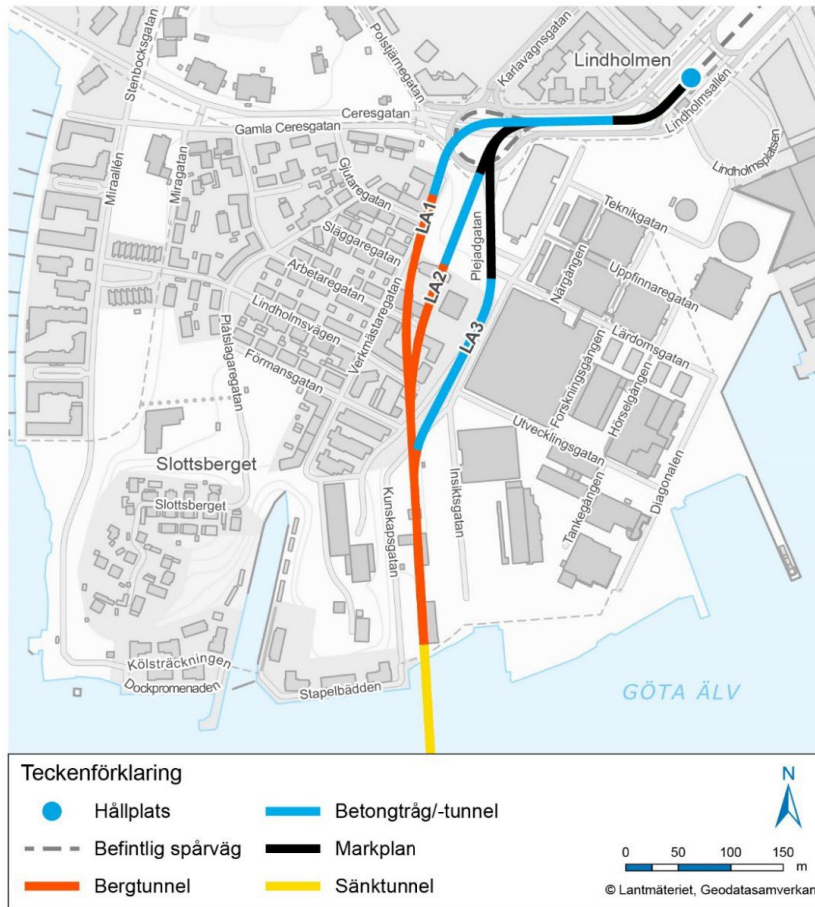 Stenbocksgatan
Polstjärnegatan
Karlavagnsgatan
Lindholmen
Lindholmsallén
Lindholmsplatsen
Ceresgatan
Gamla Ceresgatan
Miraallén
Miragatan
Gjutaregatan
Släggaregatan
Arbetaregatan
Lindholmsvägen
Förmansgatan
Plåtslagaregatan
Verkmästaregatan
LA1
LA2
LA3
Plejadgatan
Teknikgatan
Närgången
Uppfinnaregatan
Lärdomsgatan
Forskningsgången
Hörselgången
Utvecklingsgatan
Diagonalen
Tankegången
Insiktsgatan
Kunskapsgatan
Slottsberget
Slottsberget
Kölsträckningen
Dockpromenaden
Stapelbädden
GÖTA ÄLV
Teckenförklaring
Hållplats
Betongtråg/-tunnel
Befintlig spårväg
Markplan
Bergtunnel
Sänktunnel
N
0 50 100 150
m
© Lantmäteriet, Geodatasamverkan